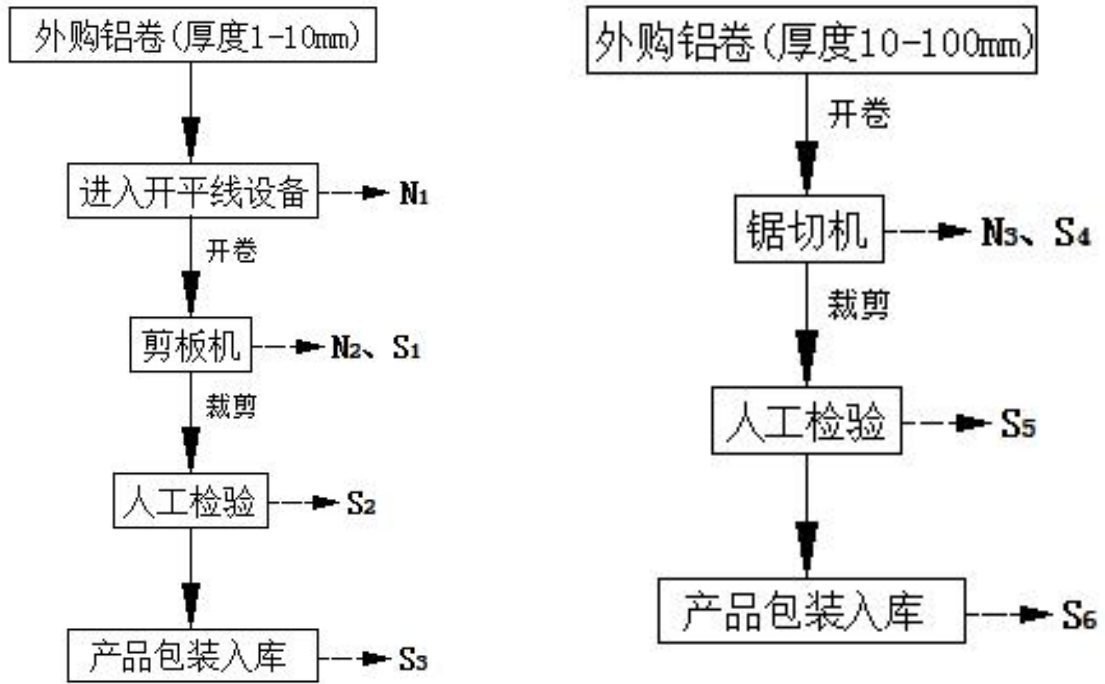 外购铝卷(厚度1-10mm)
进入开平线设备
N₁
开卷
剪板机
N₂、S₁
裁剪
人工检验
S₂
产品包装入库
S₃
外购铝卷(厚度10-100mm)
开卷
锯切机
N₃、S₄
裁剪
人工检验
S₅
产品包装入库
S₆